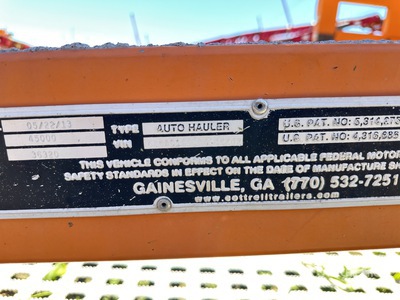 05/22/13 TYPE AUTO HAULER U.S. PAT. NO: 5,314,275
45000 VIN U.S. PAT. NO: 4,316,688
THIS VEHICLE CONFORMS TO ALL APPLICABLE FEDERAL MOTOR
SAFETY STANDARDS IN EFFECT ON THE DATE OF MANUFACTURE SH
GAINESVILLE, GA (770) 532-7251
www.cottrelltrailers.com